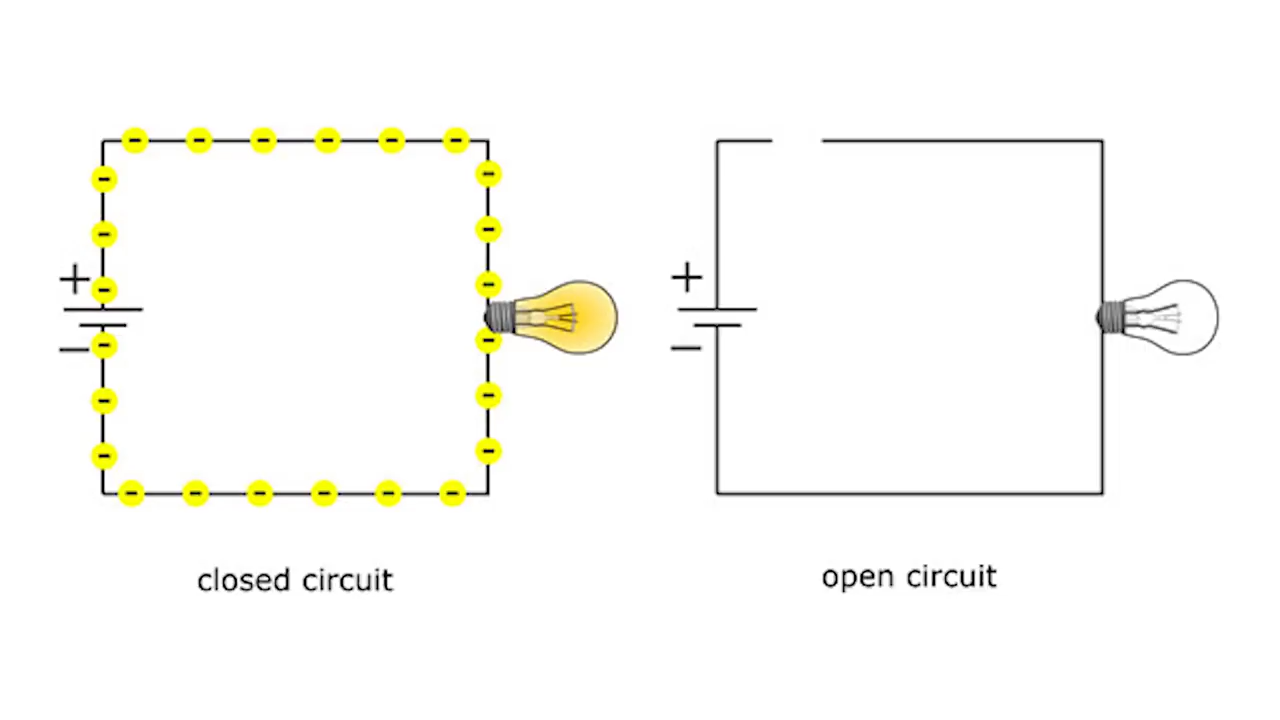 +
−
closed circuit
+
−
open circuit